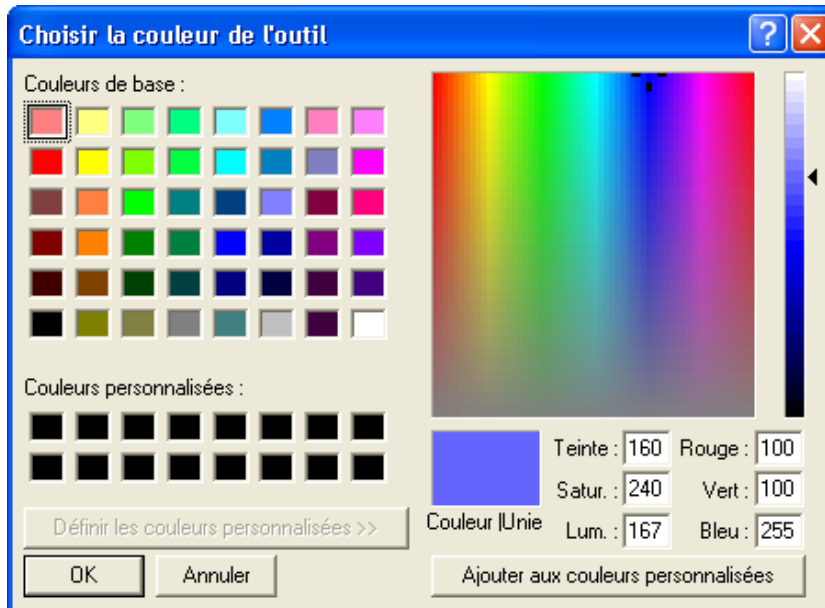 Choisir la couleur de l'outil
Couleurs de base :
Couleurs personnalisées :
Définir les couleurs personnalisées >>
OK Annuler
Couleur |Unie
Teinte : 160 Rouge : 100
Satur. : 240 Vert : 100
Lum. : 167 Bleu : 255
Ajouter aux couleurs personnalisées